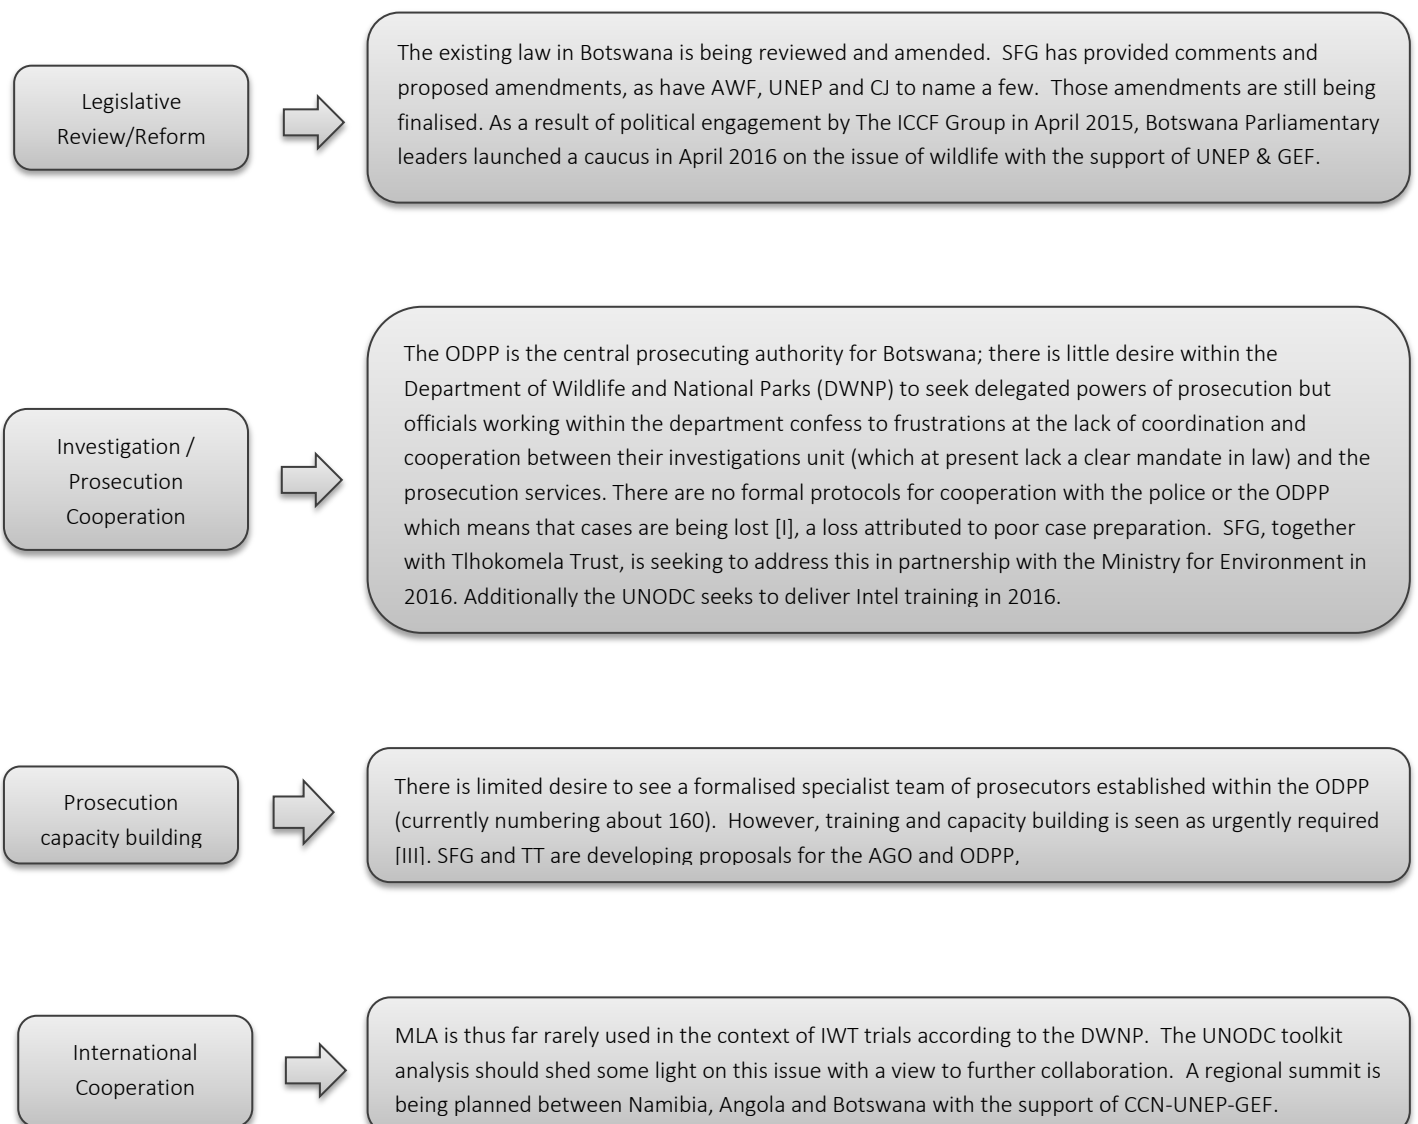 Legislative
Review/Reform
The existing law in Botswana is being reviewed and amended.  SFG has provided comments and
proposed amendments, as have AWF, UNEP and CJ to name a few.  Those amendments are still being
finalised. As a result of political engagement by The ICCF Group in April 2015, Botswana Parliamentary
leaders launched a caucus in April 2016 on the issue of wildlife with the support of UNEP & GEF.
Investigation /
Prosecution
Cooperation
The ODPP is the central prosecuting authority for Botswana; there is little desire within the
Department of Wildlife and National Parks (DWNP) to seek delegated powers of prosecution but
officials working within the department confess to frustrations at the lack of coordination and
cooperation between their investigations unit (which at present lack a clear mandate in law) and the
prosecution services. There are no formal protocols for cooperation with the police or the ODPP
which means that cases are being lost [I], a loss attributed to poor case preparation.  SFG, together
with Tlhokomela Trust, is seeking to address this in partnership with the Ministry for Environment in
2016. Additionally the UNODC seeks to deliver Intel training in 2016.
Prosecution
capacity building
There is limited desire to see a formalised specialist team of prosecutors established within the ODPP
(currently numbering about 160).  However, training and capacity building is seen as urgently required
[III]. SFG and TT are developing proposals for the AGO and ODPP,
International
Cooperation
MLA is thus far rarely used in the context of IWT trials according to the DWNP.  The UNODC toolkit
analysis should shed some light on this issue with a view to further collaboration.  A regional summit is
being planned between Namibia, Angola and Botswana with the support of CCN-UNEP-GEF.